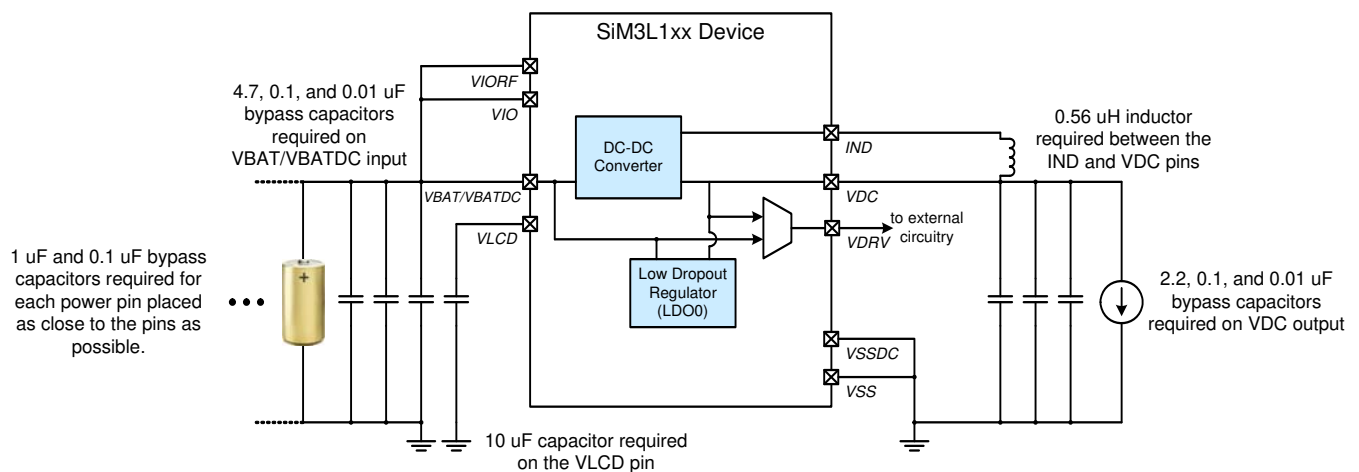 SiM3L1xx Device
VIORF
4.7, 0.1, and 0.01 uF
bypass capacitors
required on
VBAT/VBATDC input
VIO
DC-DC
Converter
IND
0.56 uH inductor
required between the
IND and VDC pins
VBAT/VBATDC
VDC
VLCD
VDRV
to external
circuitry
1 uF and 0.1 uF bypass
capacitors required for
each power pin placed
as close to the pins as
possible.
+
Low Dropout
Regulator
(LDO0)
2.2, 0.1, and 0.01 uF
bypass capacitors
required on VDC output
VSSDC
VSS
10 uF capacitor required
on the VLCD pin